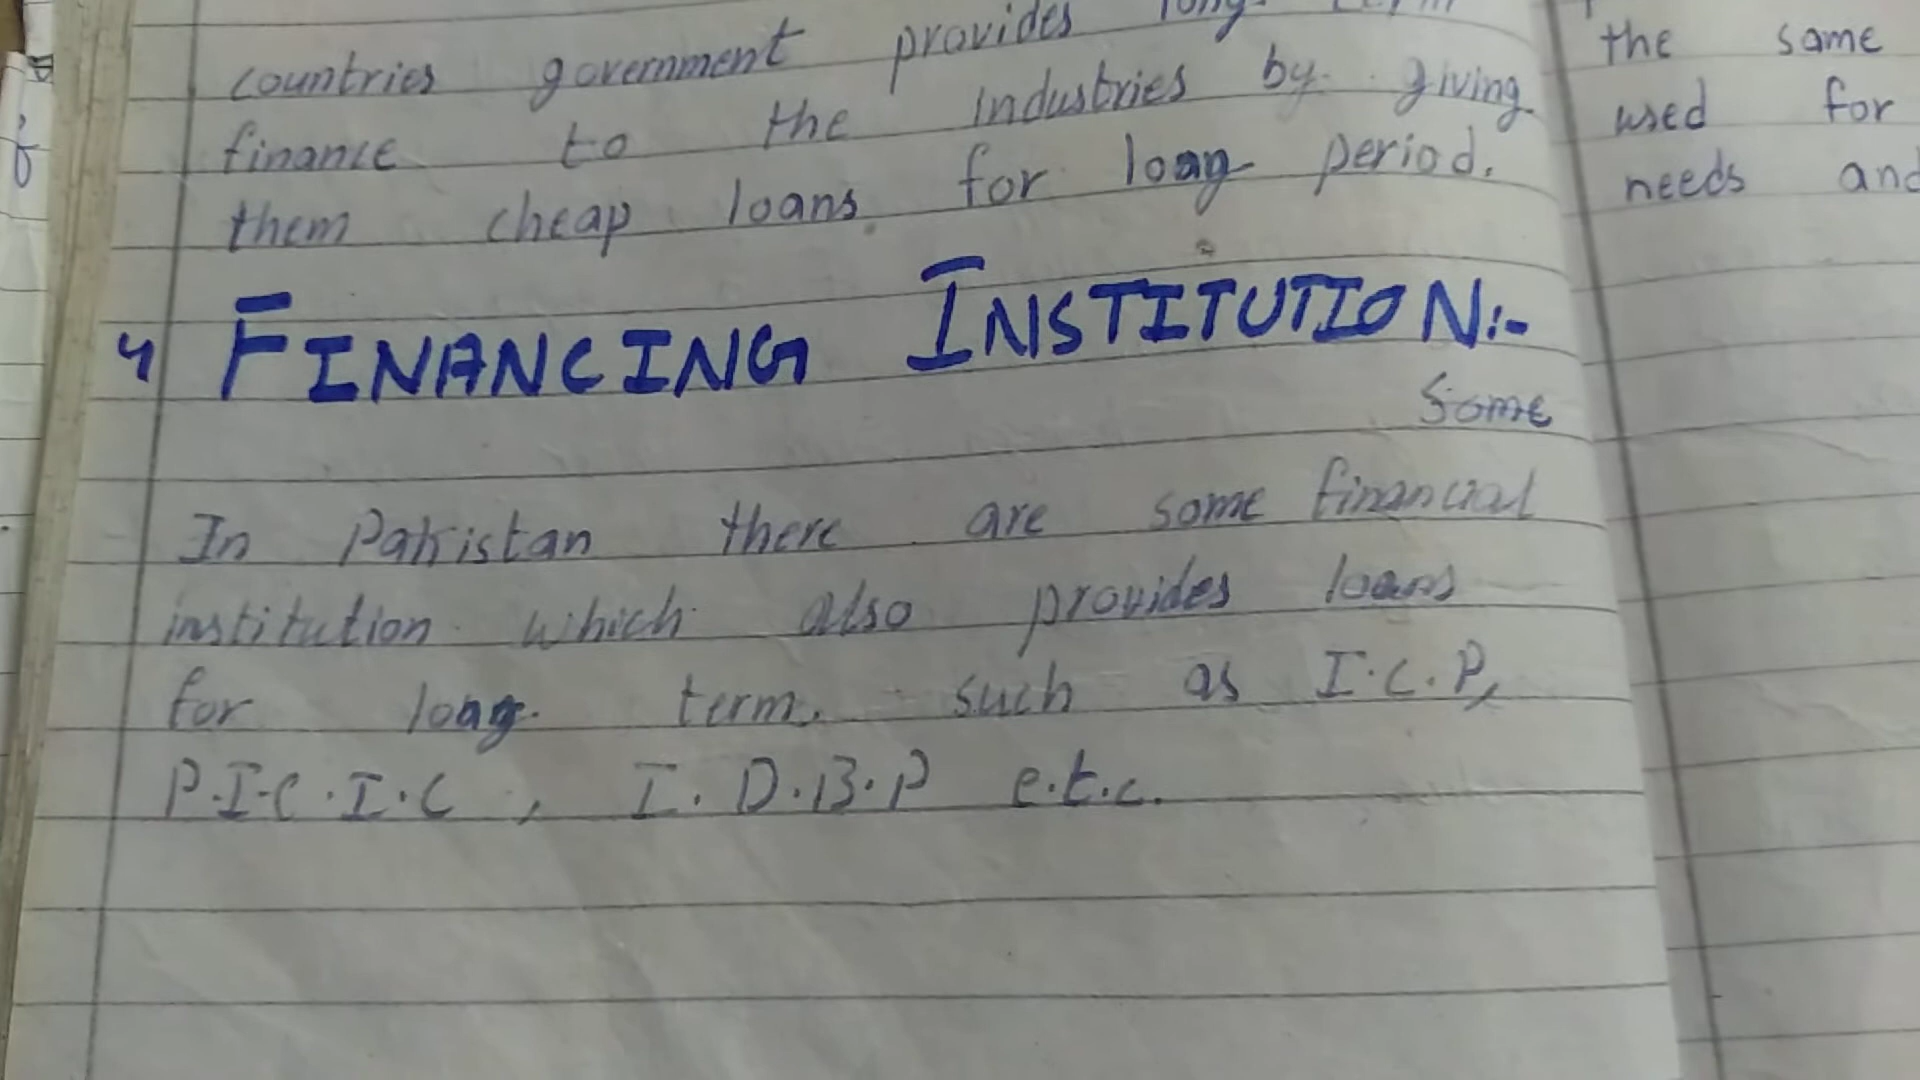 countries government provides long term
finance to the industries by giving
them cheap loans for long period.
4 FINANCING INSTITUTION:-
Some
In Pakistan there are some financial
institution which also provides loans
for long term. such as I.C.P,
P.I.C.I.C, I.D.B.P e.t.c.
the same
used for
needs and